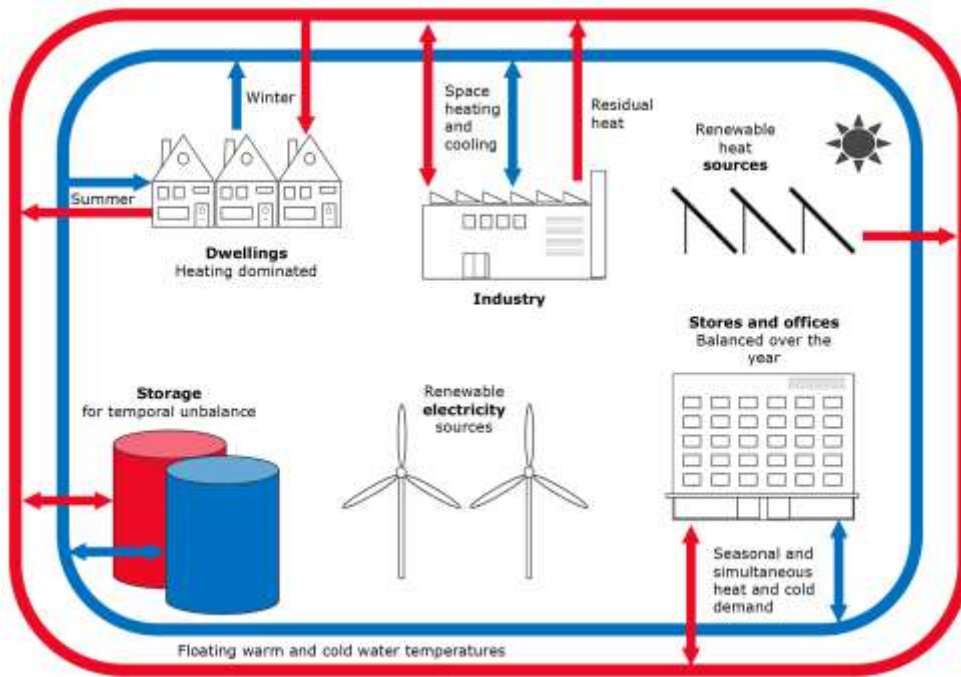 Winter
Summer
Dwellings
Heating dominated
Space
heating
and
cooling
Residual
heat
Industry
Renewable
heat
sources
Stores and offices
Balanced over the
year
Storage
for temporal unbalance
Renewable
electricity
sources
Seasonal and
simultaneous
heat and cold
demand
Floating warm and cold water temperatures